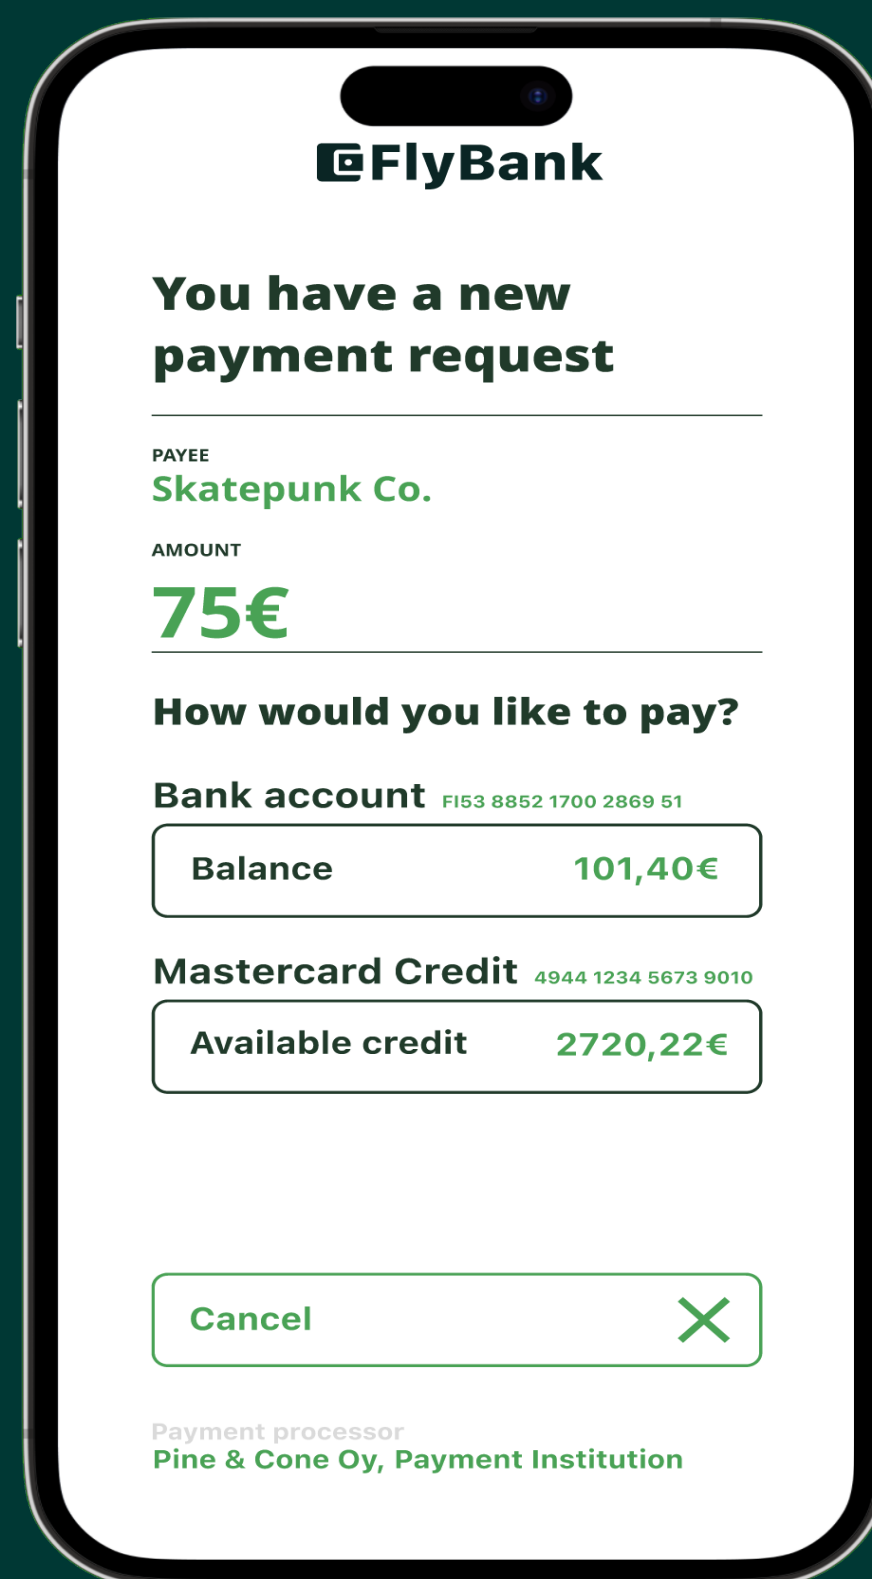 FlyBank
You have a new
payment request
PAYEE
Skatepunk Co.
AMOUNT
75€
How would you like to pay?
Bank account FI53 8852 1700 2869 51
Balance 101,40€
Mastercard Credit 4944 1234 5673 9010
Available credit 2720,22€
Cancel
Payment processor
Pine & Cone Oy, Payment Institution